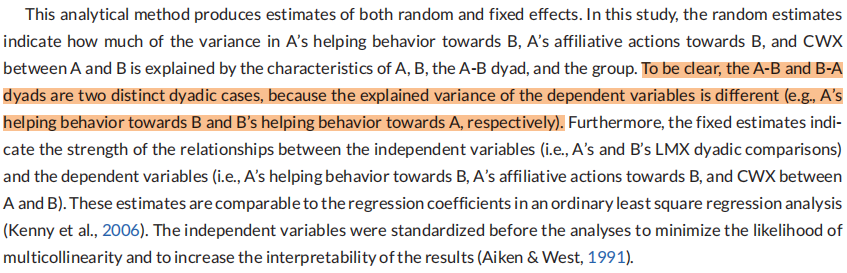 This analytical method produces estimates of both random and fixed effects. In this study, the random estimates
indicate how much of the variance in A's helping behavior towards B, A's affiliative actions towards B, and CWX
between A and B is explained by the characteristics of A, B, the A-B dyad, and the group. To be clear, the A-B and B-A
dyads are two distinct dyadic cases, because the explained variance of the dependent variables is different (e.g., A's
helping behavior towards B and B's helping behavior towards A, respectively). Furthermore, the fixed estimates indi-
cate the strength of the relationships between the independent variables (i.e., A's and B's LMX dyadic comparisons)
and the dependent variables (i.e., A's helping behavior towards B, A's affiliative actions towards B, and CWX between
A and B). These estimates are comparable to the regression coefficients in an ordinary least square regression analysis
(Kenny et al., 2006). The independent variables were standardized before the analyses to minimize the likelihood of
multicollinearity and to increase the interpretability of the results (Aiken & West, 1991).